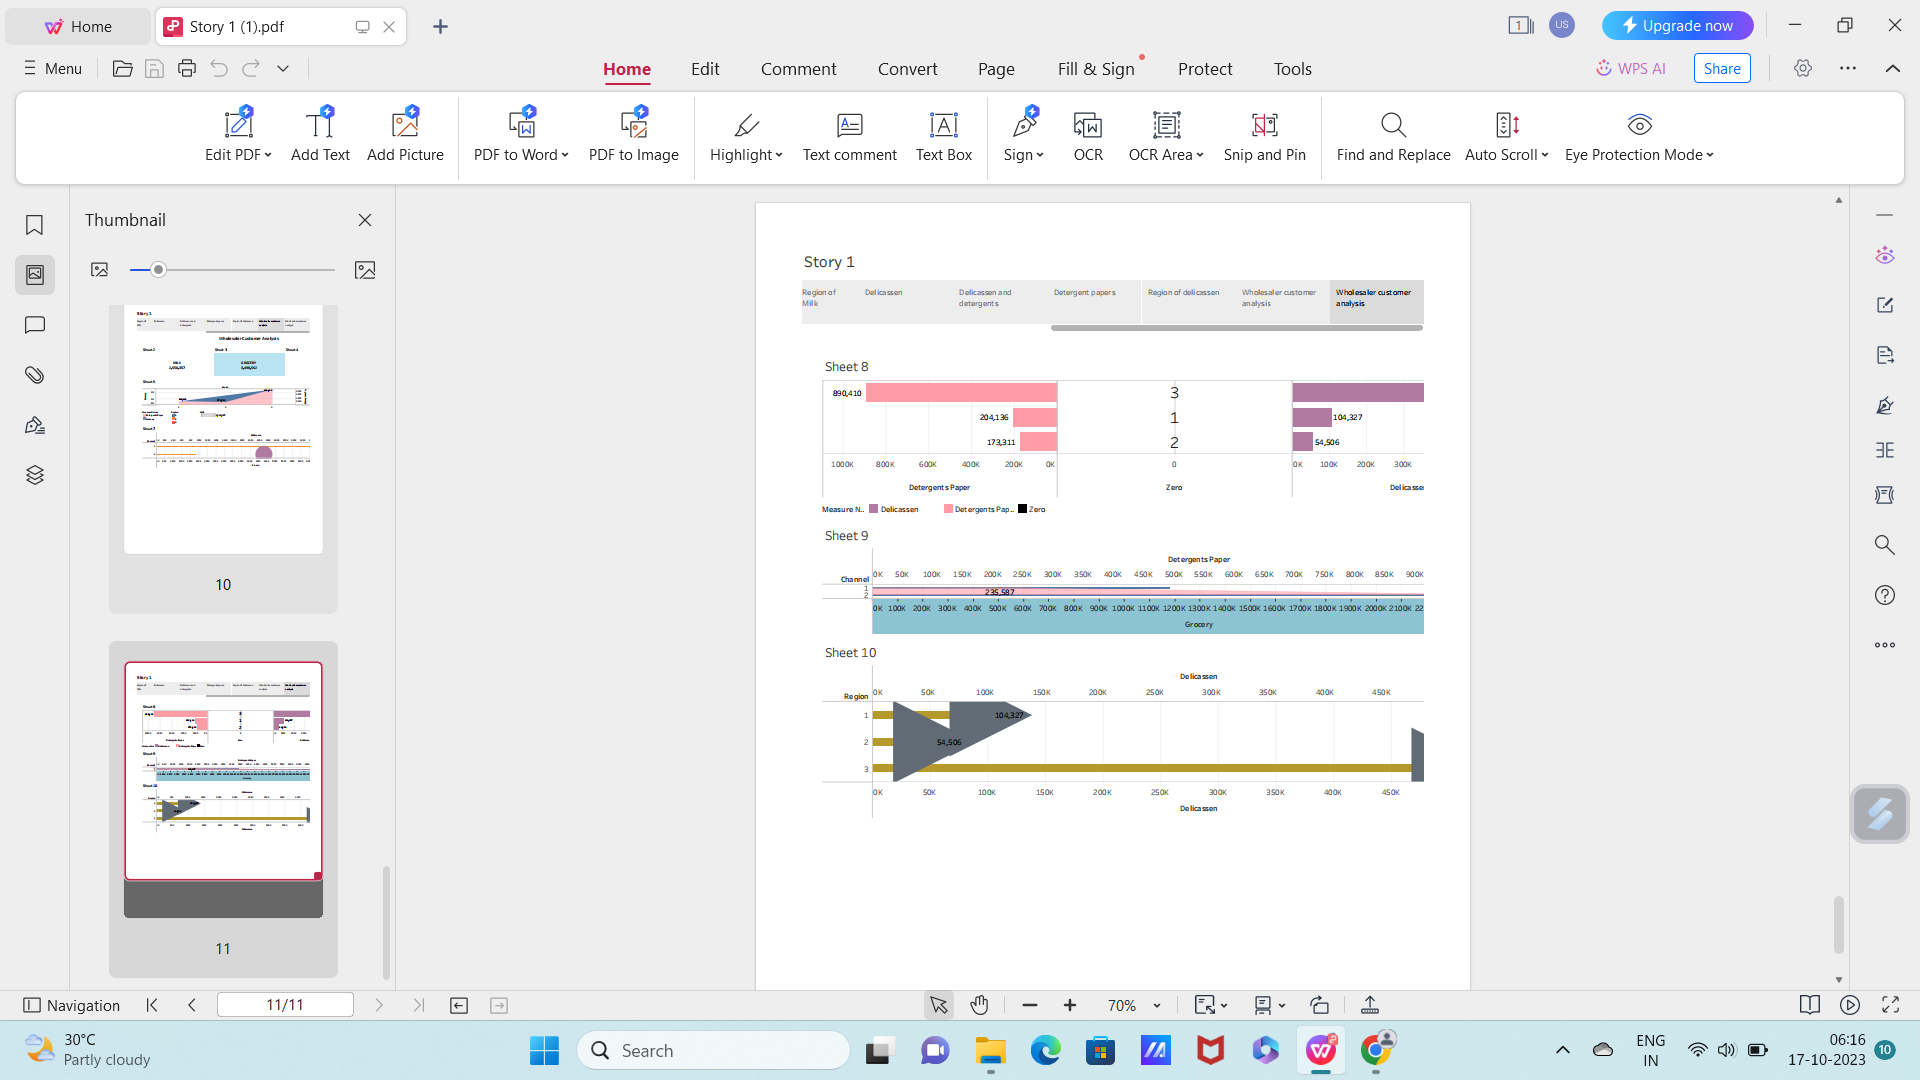 Home
Story 1 (1).pdf
1
US
Upgrade now
Menu
Home Edit Comment Convert Page Fill & Sign Protect Tools
WPS AI
Share
Edit PDF Add Text Add Picture PDF to Word PDF to Image Highlight Text comment Text Box Sign OCR OCR Area Snip and Pin Find and Replace Auto Scroll Eye Protection Mode
Thumbnail
10
11
Story 1
Region of Milk
Delicassen
Delicassen and detergents
Detergent papers
Region of delicassen
Wholesaler customer analysis
Wholesaler customer analysis
Sheet 8
890,410 3
204,136 1 104,327
173,311 2 54,506
1000K 800K 600K 400K 200K 0K 0 0K 100K 200K 300K
Detergents Paper Zero Delicasse
Measure N.. Delicassen Detergents Pap.. Zero
Sheet 9
Detergents Paper
Channel 0K 50K 100K 150K 200K 250K 300K 350K 400K 450K 500K 550K 600K 650K 700K 750K 800K 850K 900K
1
2 235,587
0K 100K 200K 300K 400K 500K 600K 700K 800K 900K 1000K 1100K 1200K 1300K 1400K 1500K 1600K 1700K 1800K 1900K 2000K 2100K 22
Grocery
Sheet 10
Delicassen
Region 0K 50K 100K 150K 200K 250K 300K 350K 400K 450K
1 104,327
2 54,506
3
0K 50K 100K 150K 200K 250K 300K 350K 400K 450K
Delicassen
Navigation
11/11
70%
30°C
Partly cloudy
Search
ENG
IN
06:16
17-10-2023
10